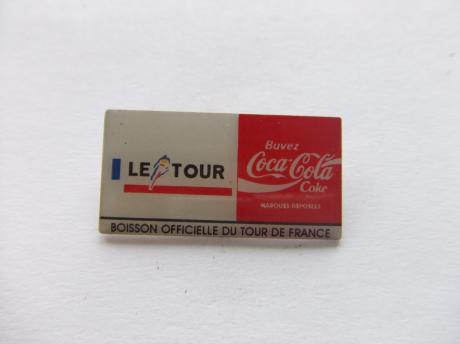 LE TOUR
Buvez
Coca-Cola
Coke
MARQUES DEPOSEES
BOISSON OFFICIELLE DU TOUR DE FRANCE